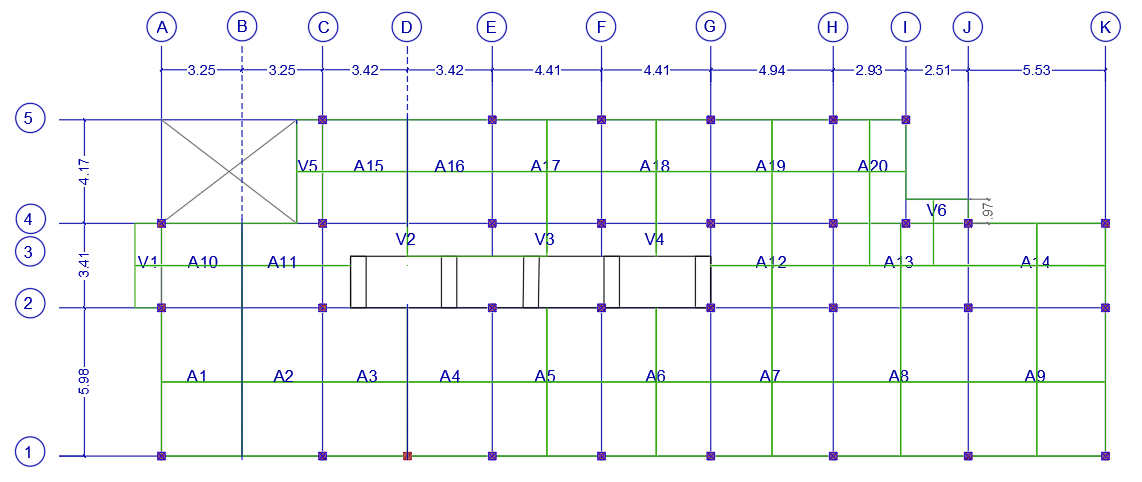 A B C D E F G H I J K
3.25 3.25 3.42 3.42 4.41 4.41 4.94 2.93 2.51 5.53
5
4.17
V5 A15 A16 A17 A18 A19 A20
4
.97
V6
3
V2 V3 V4
3.41
V1 A10 A11 A12 A13 A14
2
5.98
A1 A2 A3 A4 A5 A6 A7 A8 A9
1